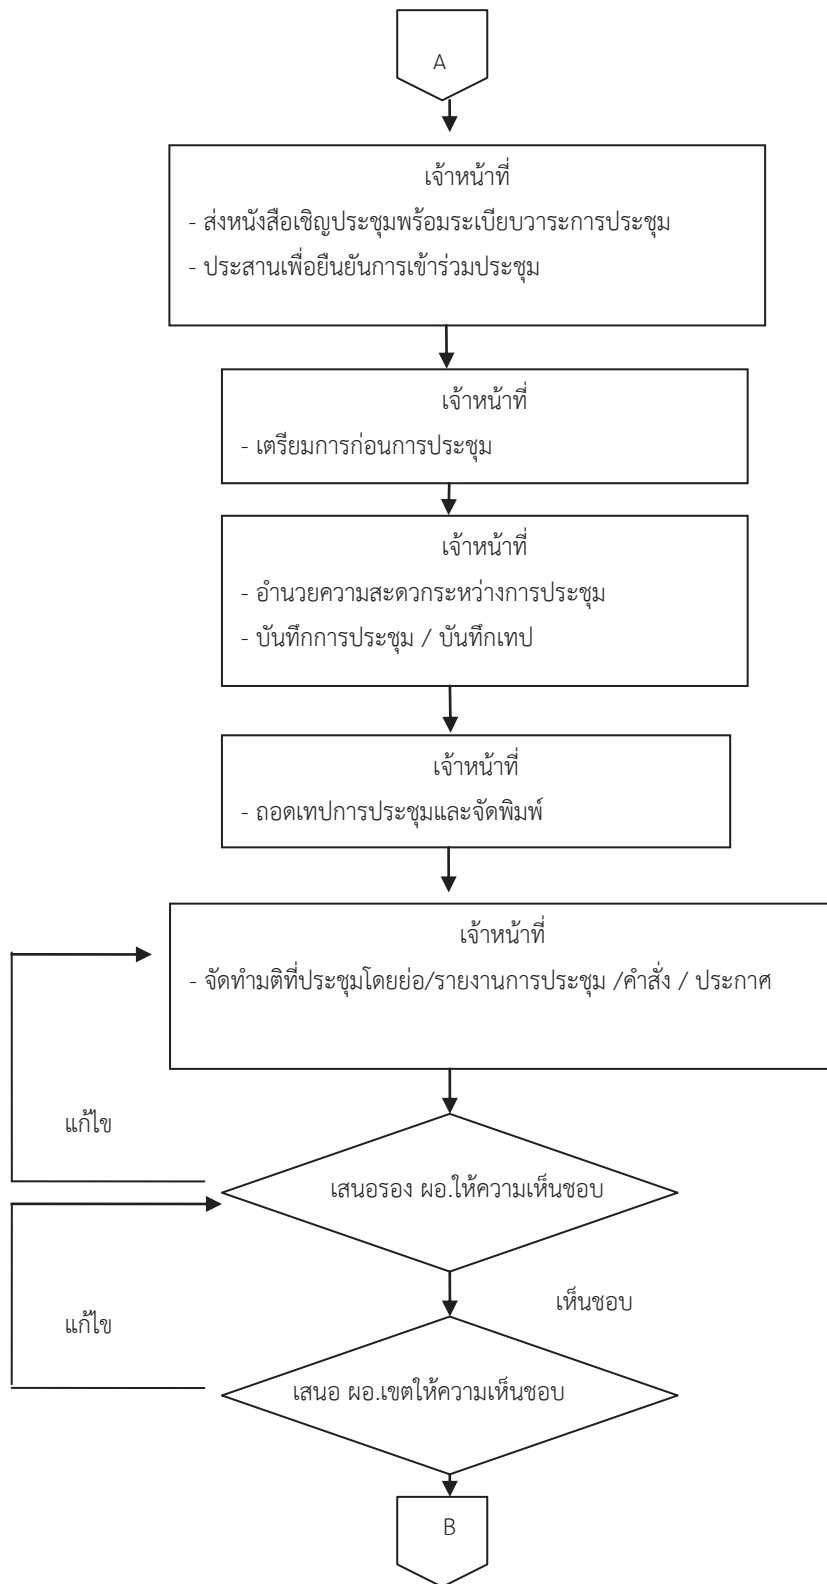 A
เจ้าหน้าที่
- ส่งหนังสือเชิญประชุมพร้อมระเบียบวาระการประชุม
- ประสานเพื่อยืนยันการเข้าร่วมประชุม
เจ้าหน้าที่
- เตรียมการก่อนการประชุม
เจ้าหน้าที่
- อำนวยความสะดวกระหว่างการประชุม
- บันทึกการประชุม / บันทึกเทป
เจ้าหน้าที่
- ถอดเทปการประชุมและจัดพิมพ์
เจ้าหน้าที่
- จัดทำมติที่ประชุมโดยย่อ/รายงานการประชุม /คำสั่ง / ประกาศ
แก้ไข
เสนอรอง ผอ.ให้ความเห็นชอบ
เห็นชอบ
แก้ไข
เสนอ ผอ.เขตให้ความเห็นชอบ
B